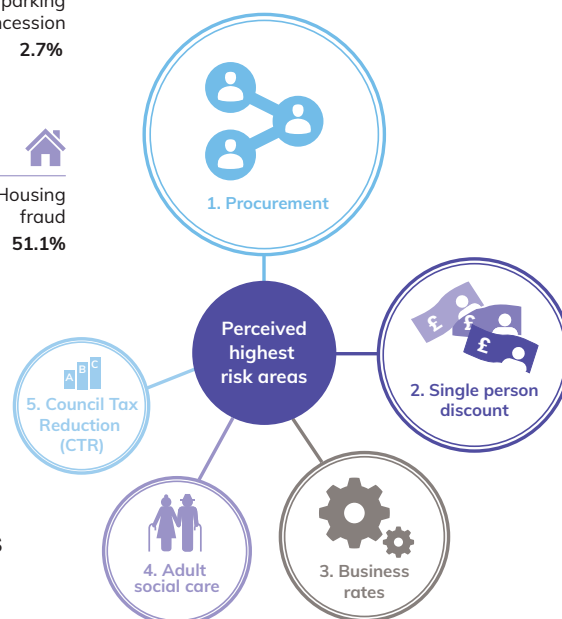 parking
2.7%
Housing
fraud
51.1%
1. Procurement
Perceived
highest
risk areas
£
£
£
2. Single person
discount
A B C
5. Council Tax
Reduction
(CTR)
4. Adult
social care
3. Business
rates
s